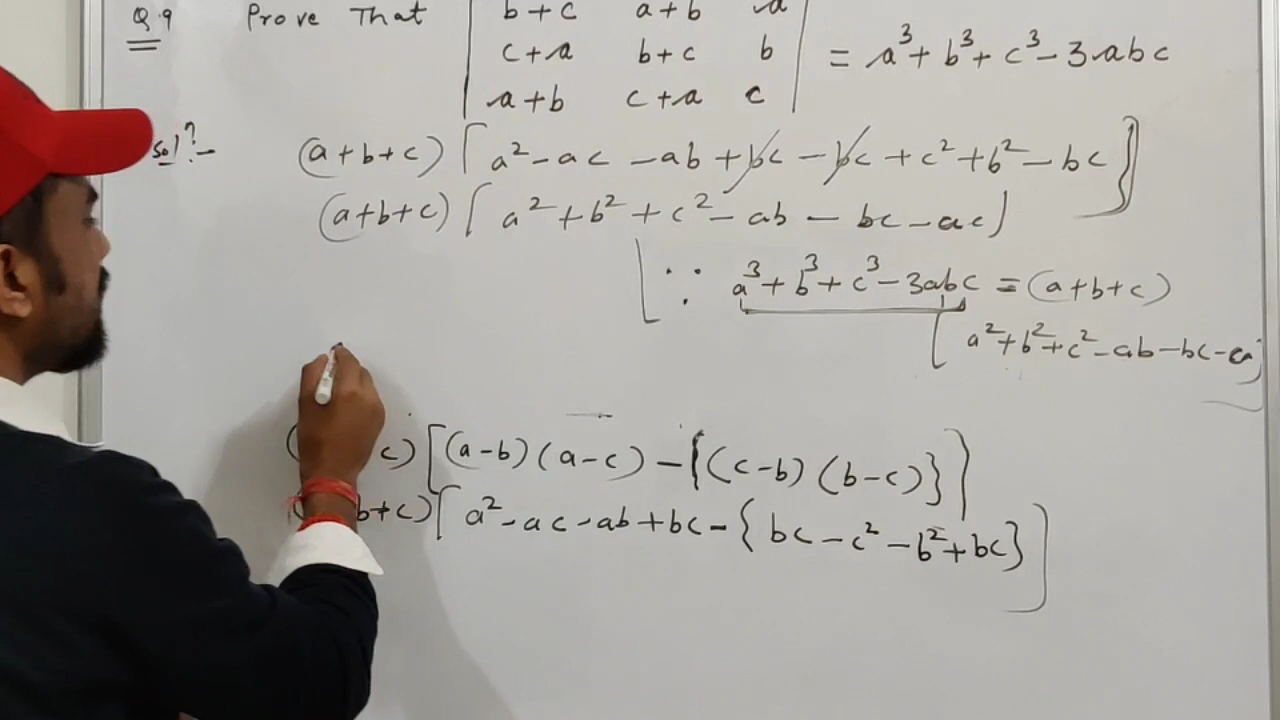 Q.9 Prove That | b+c a+b a |
| c+a b+c b | = a³+ b³+ c³- 3abc
| a+b c+a c |
Sol?- (a+b+c) [ a² - ac - ab + bc - bc + c² + b² - bc }
(a+b+c) [ a² + b² + c² - ab - bc - ac )
[ ∵ a³ + b³ + c³ - 3abc = (a+b+c)
[ a²+b²+c²-ab-bc-ca]
( c) [(a-b)(a-c) - {(c-b)(b-c)}]
( b+c) [ a² - ac - ab + bc - { bc - c² - b² + bc} ]